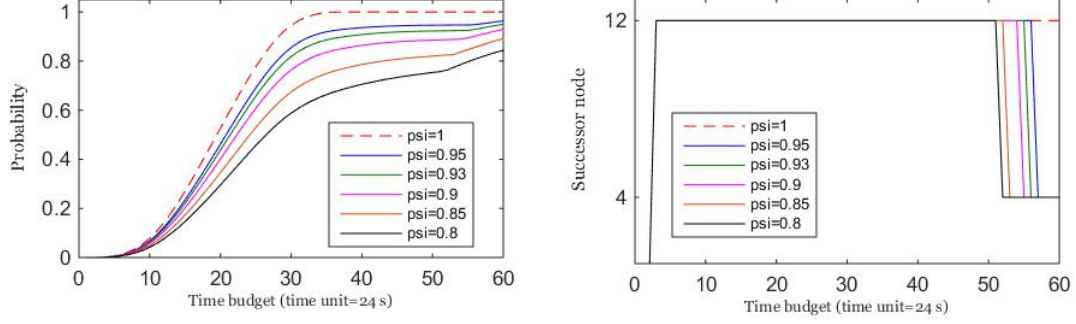 1
0.8
0.6
0.4
0.2
0
Probability
0 10 20 30 40 50 60
Time budget (time unit=24 s)
psi=1
psi=0.95
psi=0.93
psi=0.9
psi=0.85
psi=0.8
12
4
Successor node
0 10 20 30 40 50 60
Time budget (time unit=24 s)
psi=1
psi=0.95
psi=0.93
psi=0.9
psi=0.85
psi=0.8